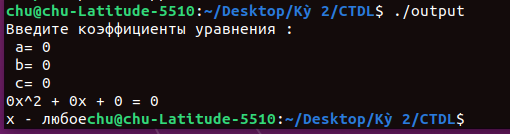 chu@chu-Latitude-5510:~/Desktop/Kỳ 2/CTDL$ ./output
Введите коэффициенты уравнения :
a= 0
b= 0
c= 0
0x^2 + 0x + 0 = 0
x - любоеchu@chu-Latitude-5510:~/Desktop/Kỳ 2/CTDL$